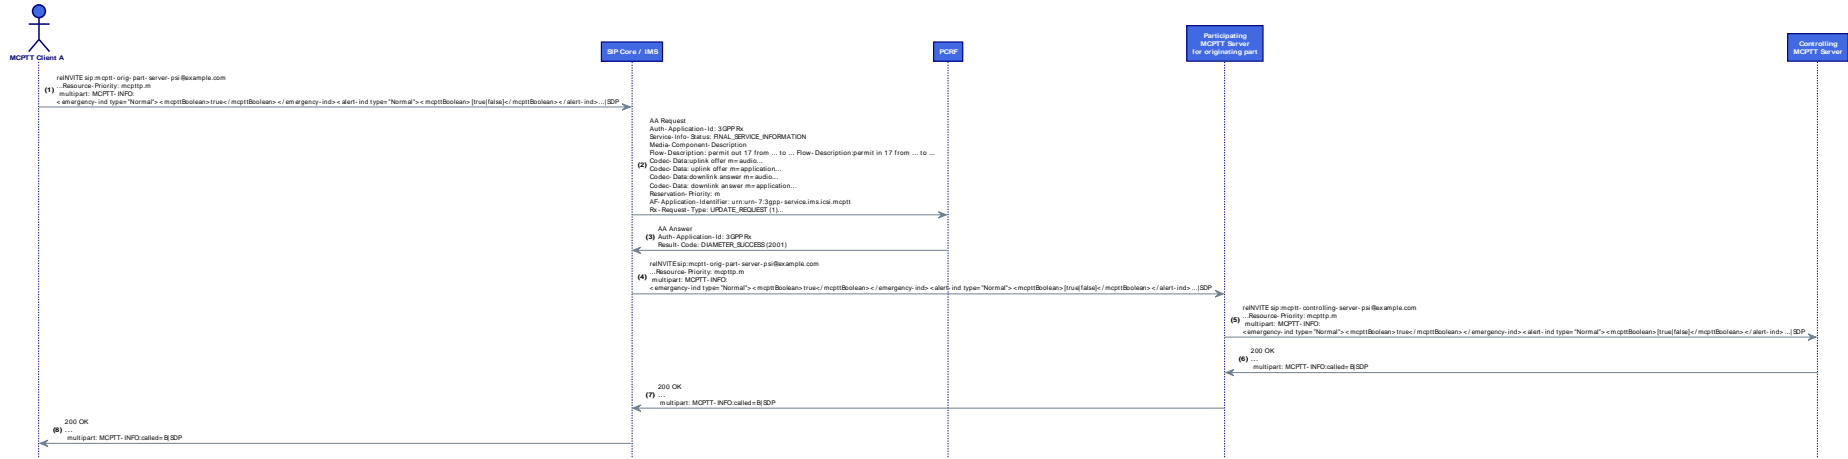 MCPTT Client A
SIP Core / IMS
PCRF
Participating
MCPTT Server
for originating part
Controlling
MCPTT Server
reINVITE sip:mcptt-orig-part-server-psi@example.com
(1) ...Resource-Priority: mcpttp.m
multipart: MCPTT-INFO:
<emergency-ind type="Normal"><mcpttBoolean>true</mcpttBoolean></emergency-ind><alert-ind type="Normal"><mcpttBoolean>[true|false]</mcpttBoolean></alert-ind>...|SDP
AA Request
Auth-Application-Id: 3GPP Rx
Service-Info-Status: FINAL_SERVICE_INFORMATION
Media-Component-Description
Flow-Description: permit out 17 from ... to ... Flow-Description:permit in 17 from ... to ...
Codec-Data:uplink offer m=audio...
(2) Codec-Data: uplink offer m=application...
Codec-Data:downlink answer m=audio...
Codec-Data: downlink answer m=application...
Reservation-Priority: m
AF-Application-Identifier: urn:urn-7:3gpp-service.ims.icsi.mcptt
Rx-Request-Type: UPDATE_REQUEST (1)...
AA Answer
(3) Auth-Application-Id: 3GPP Rx
Result-Code: DIAMETER_SUCCESS (2001)
reINVITE sip:mcptt-orig-part-server-psi@example.com
(4) ...Resource-Priority: mcpttp.m
multipart: MCPTT-INFO:
<emergency-ind type="Normal"><mcpttBoolean>true</mcpttBoolean></emergency-ind><alert-ind type="Normal"><mcpttBoolean>[true|false]</mcpttBoolean></alert-ind>...|SDP
reINVITE sip:mcptt-controlling-server-psi@example.com
(5) ...Resource-Priority: mcpttp.m
multipart: MCPTT-INFO:
<emergency-ind type="Normal"><mcpttBoolean>true</mcpttBoolean></emergency-ind><alert-ind type="Normal"><mcpttBoolean>[true|false]</mcpttBoolean></alert-ind>...|SDP
200 OK
(6) ...
multipart: MCPTT-INFO:called=B|SDP
200 OK
(7) ...
multipart: MCPTT-INFO:called=B|SDP
200 OK
(8) ...
multipart: MCPTT-INFO:called=B|SDP